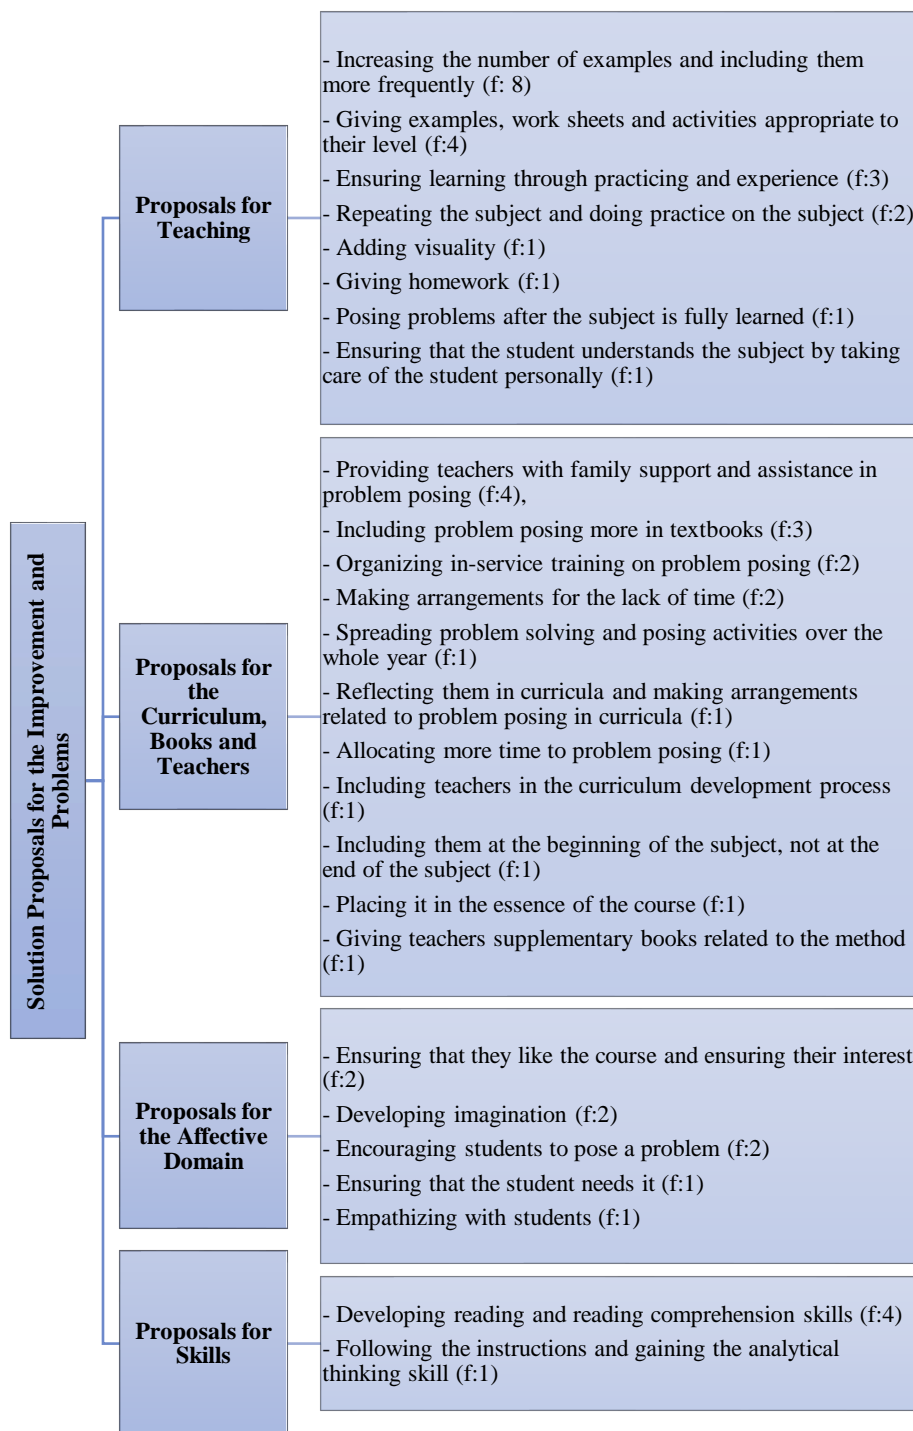 Solution Proposals for the Improvement and
Problems
Proposals for
Teaching
- Increasing the number of examples and including them
more frequently (f: 8)
- Giving examples, work sheets and activities appropriate to
their level (f:4)
- Ensuring learning through practicing and experience (f:3)
- Repeating the subject and doing practice on the subject (f:2)
- Adding visuality (f:1)
- Giving homework (f:1)
- Posing problems after the subject is fully learned (f:1)
- Ensuring that the student understands the subject by taking
care of the student personally (f:1)
Proposals for
the
Curriculum,
Books and
Teachers
- Providing teachers with family support and assistance in
problem posing (f:4),
- Including problem posing more in textbooks (f:3)
- Organizing in-service training on problem posing (f:2)
- Making arrangements for the lack of time (f:2)
- Spreading problem solving and posing activities over the
whole year (f:1)
- Reflecting them in curricula and making arrangements
related to problem posing in curricula (f:1)
- Allocating more time to problem posing (f:1)
- Including teachers in the curriculum development process
(f:1)
- Including them at the beginning of the subject, not at the
end of the subject (f:1)
- Placing it in the essence of the course (f:1)
- Giving teachers supplementary books related to the method
(f:1)
Proposals for
the Affective
Domain
- Ensuring that they like the course and ensuring their interest
(f:2)
- Developing imagination (f:2)
- Encouraging students to pose a problem (f:2)
- Ensuring that the student needs it (f:1)
- Empathizing with students (f:1)
Proposals for
Skills
- Developing reading and reading comprehension skills (f:4)
- Following the instructions and gaining the analytical
thinking skill (f:1)